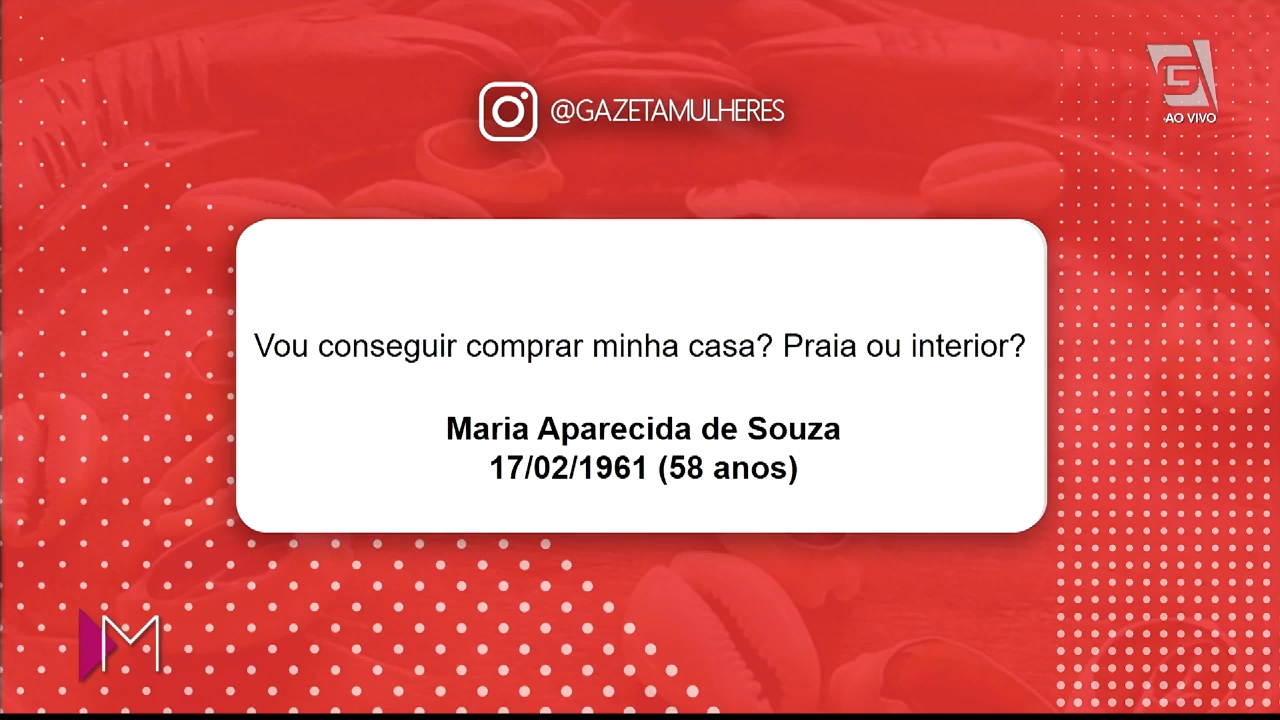 @GAZETAMULHERES
G
AO VIVO
Vou conseguir comprar minha casa? Praia ou interior?
Maria Aparecida de Souza
17/02/1961 (58 anos)
M